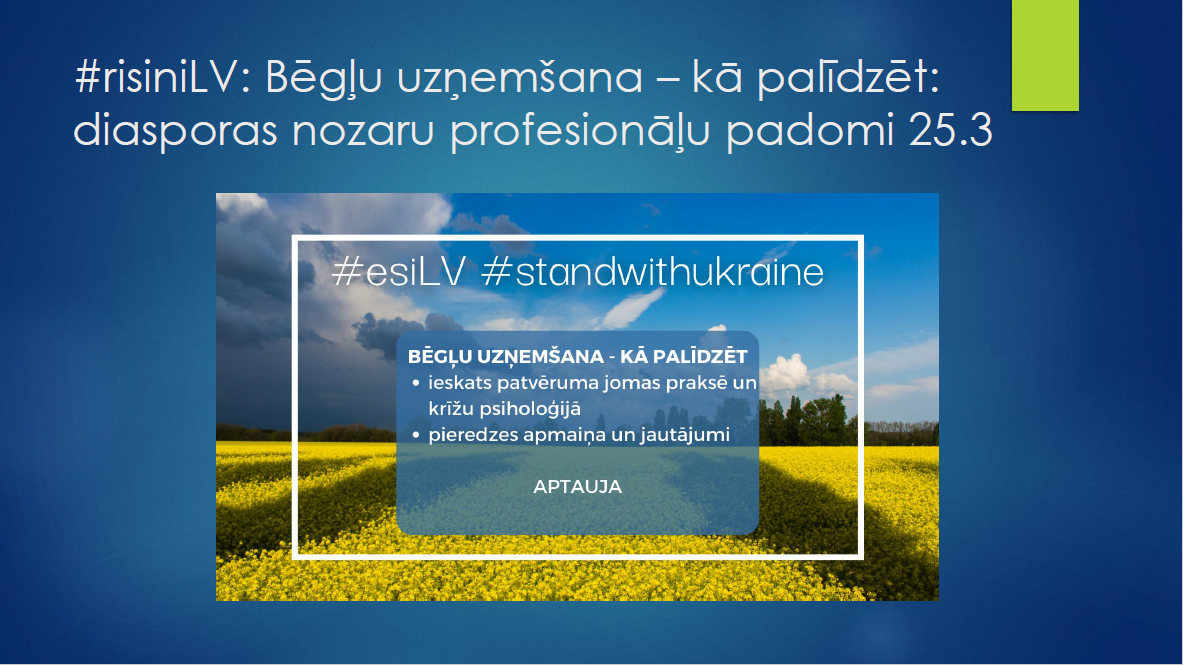 #risiniLV: Bēgļu uzņemšana – kā palīdzēt:
diasporas nozaru profesionāļu padomi 25.3
#esiLV #standwithukraine
BĒGĻU UZŅEMŠANA - KĀ PALĪDZĒT
• ieskats patvēruma jomas praksē un
krīžu psiholoģijā
• pieredzes apmaiņa un jautājumi
APTAUJA